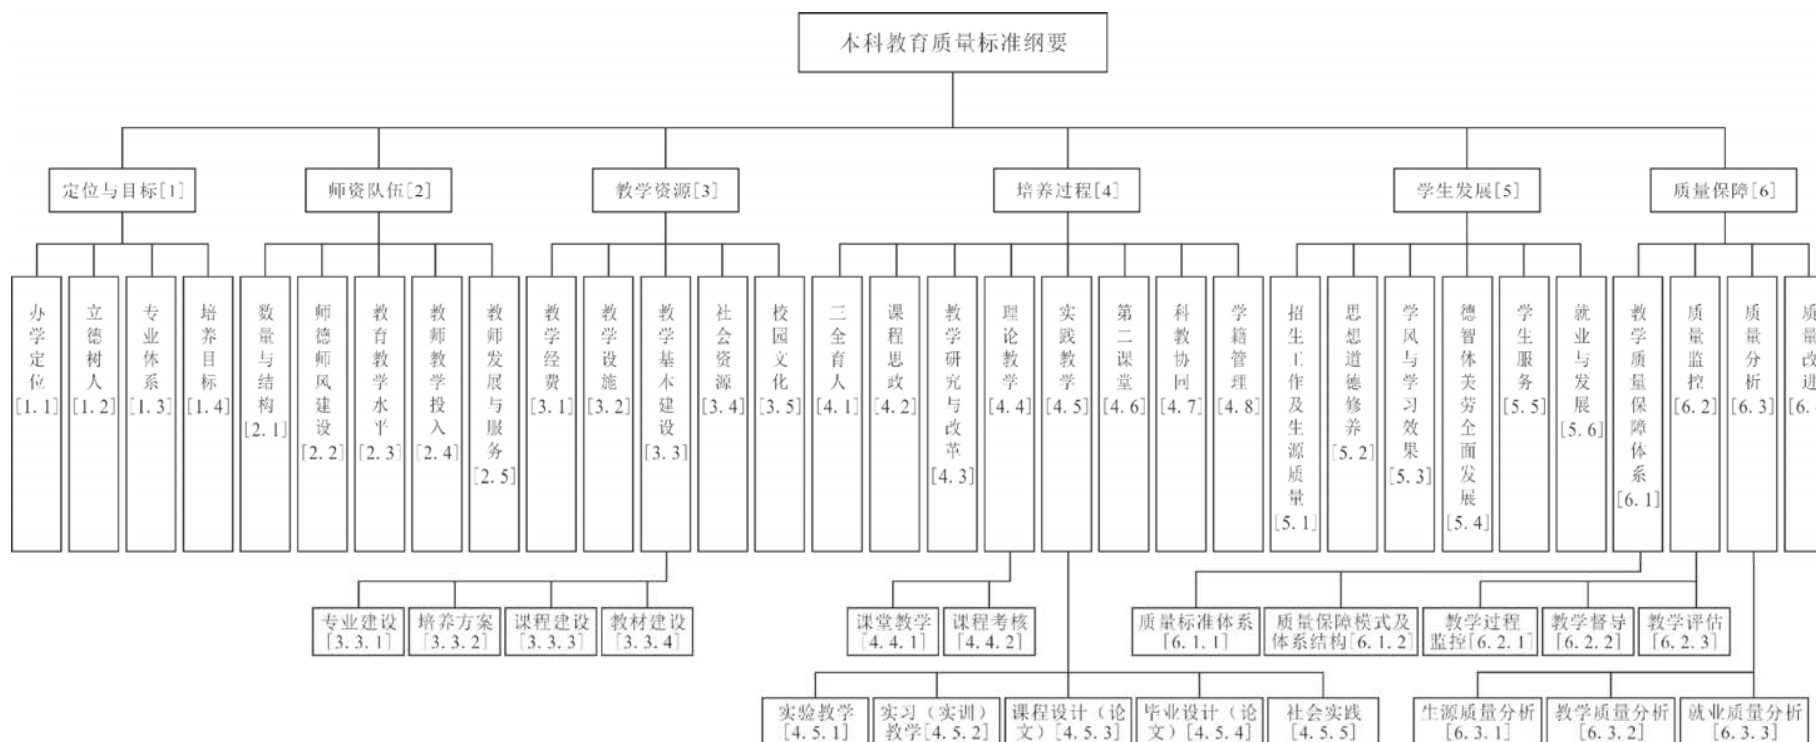 本科教育质量标准纲要
定位与目标[1]
师资队伍[2]
教学资源[3]
培养过程[4]
学生发展[5]
质量保障[6]
办学定位[1.1]
立德树人[1.2]
专业体系[1.3]
培养目标[1.4]
数量与结构[2.1]
师德师风建设[2.2]
教育教学水平[2.3]
教师教学投入[2.4]
教师发展与服务[2.5]
教学经费[3.1]
教学设施[3.2]
教学基本建设[3.3]
社会资源[3.4]
校园文化[3.5]
三全育人[4.1]
课程思政[4.2]
教学研究与改革[4.3]
理论教学[4.4]
实践教学[4.5]
第二课堂[4.6]
科教协同[4.7]
学籍管理[4.8]
招生工作及生源质量[5.1]
思想道德修养[5.2]
学风与学习效果[5.3]
德智体美劳全面发展[5.4]
学生服务[5.5]
就业与发展[5.6]
教学质量保障体系[6.1]
质量监控[6.2]
质量分析[6.3]
质量改进[6.
专业建设
[3.3.1]
培养方案
[3.3.2]
课程建设
[3.3.3]
教材建设
[3.3.4]
课堂教学
[4.4.1]
课程考核
[4.4.2]
质量标准体系
[6.1.1]
质量保障模式及
体系结构[6.1.2]
教学过程
监控[6.2.1]
教学督导
[6.2.2]
教学评估
[6.2.3]
实验教学
[4.5.1]
实习（实训）
教学[4.5.2]
课程设计（论
文）[4.5.3]
毕业设计（论
文）[4.5.4]
社会实践
[4.5.5]
生源质量分析
[6.3.1]
教学质量分析
[6.3.2]
就业质量分析
[6.3.3]